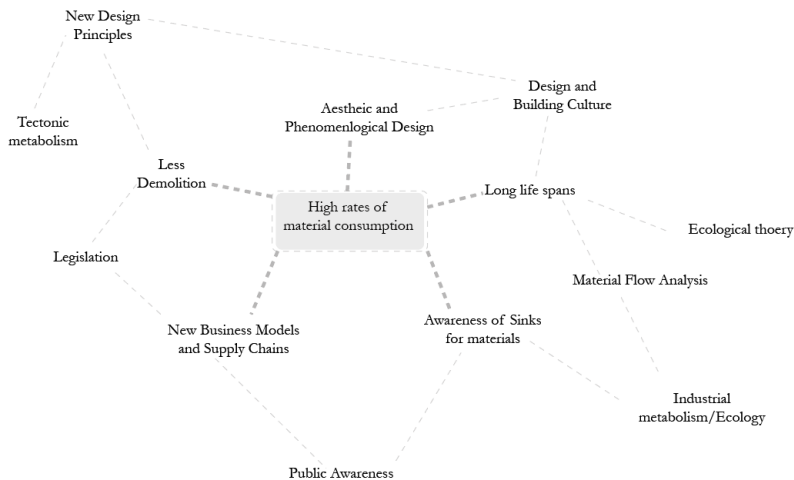 New Design
Principles
Design and
Building Culture
Aestheic and
Phenomenlogical Design
Tectonic
metabolism
Less
Demolition
Long life spans
High rates of
material consumption
Ecological thoery
Legislation
Material Flow Analysis
Awareness of Sinks
for materials
New Business Models
and Supply Chains
Industrial
metabolism/Ecology
Public Awareness